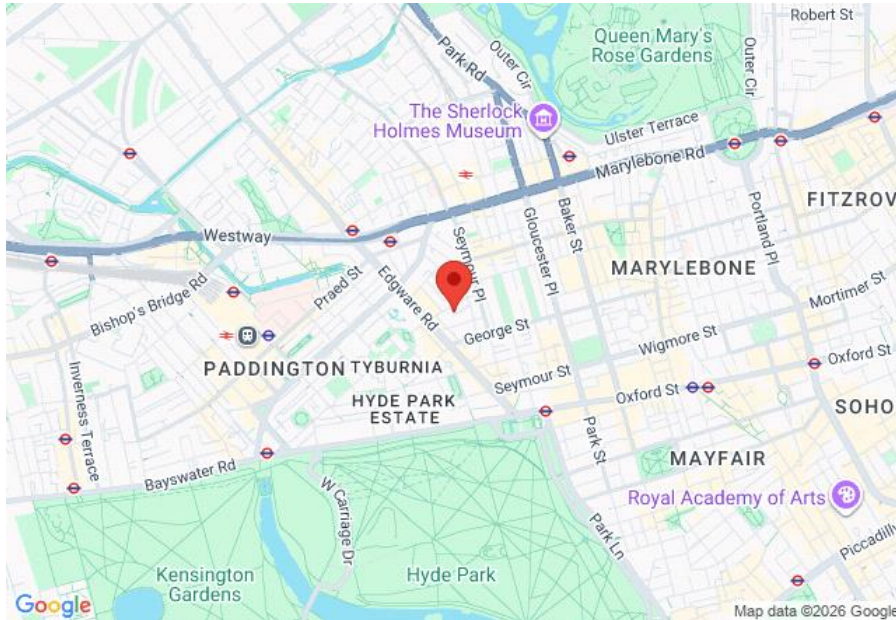 Robert St
Queen Mary's
Rose Gardens
Outer Cir
Outer Cir
Park Rd
The Sherlock
Holmes Museum
Ulster Terrace
Marylebone Rd
FITZROV
Portland Pl
Baker St
Gloucester Pl
Seymour Pl
Westway
MARYLEBONE
Bishop's Bridge Rd
Praed St
Edgware Rd
Mortimer St
George St
Wigmore St
Oxford St
PADDINGTON
TYBURNIA
Seymour St
Oxford St
HYDE PARK
ESTATE
Inverness Terrace
SOHO
Park St
MAYFAIR
Bayswater Rd
W Carriage Dr
Royal Academy of Arts
Park Ln
Piccadilly
Kensington
Gardens
Hyde Park
Google
Map data ©2026 Google